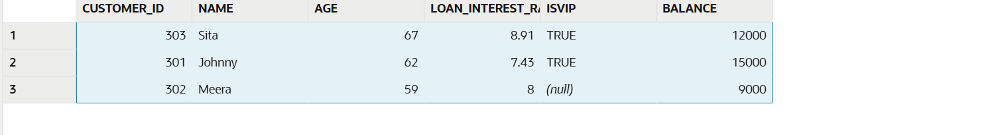 CUSTOMER_ID NAME AGE LOAN_INTEREST_RA ISVIP BALANCE
1 303 Sita 67 8.91 TRUE 12000
2 301 Johnny 62 7.43 TRUE 15000
3 302 Meera 59 8 (null) 9000